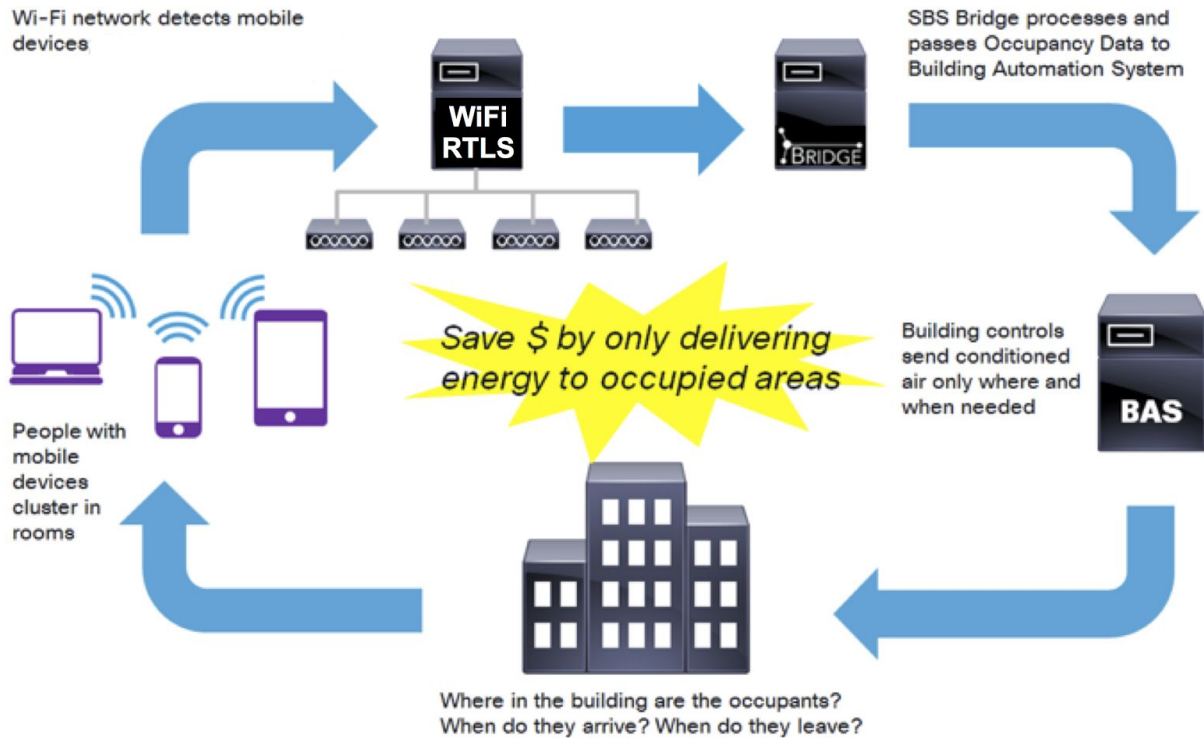 Wi-Fi network detects mobile
devices
SBS Bridge processes and
passes Occupancy Data to
Building Automation System
WiFi
RTLS
BRIDGE
Save $ by only delivering
energy to occupied areas
Building controls
send conditioned
air only where and
when needed
BAS
People with
mobile
devices
cluster in
rooms
Where in the building are the occupants?
When do they arrive? When do they leave?